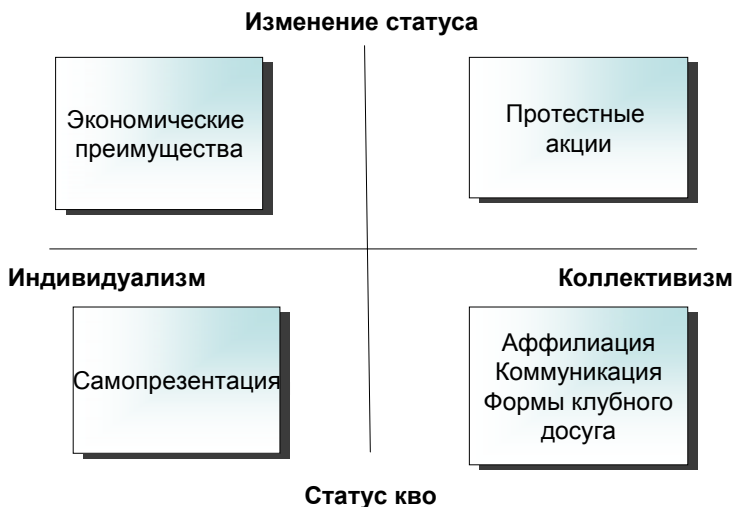 Изменение статуса
Экономические
преимущества
Протестные
акции
Индивидуализм
Коллективизм
Самопрезентация
Аффилиация
Коммуникация
Формы клубного
досуга
Статус кво